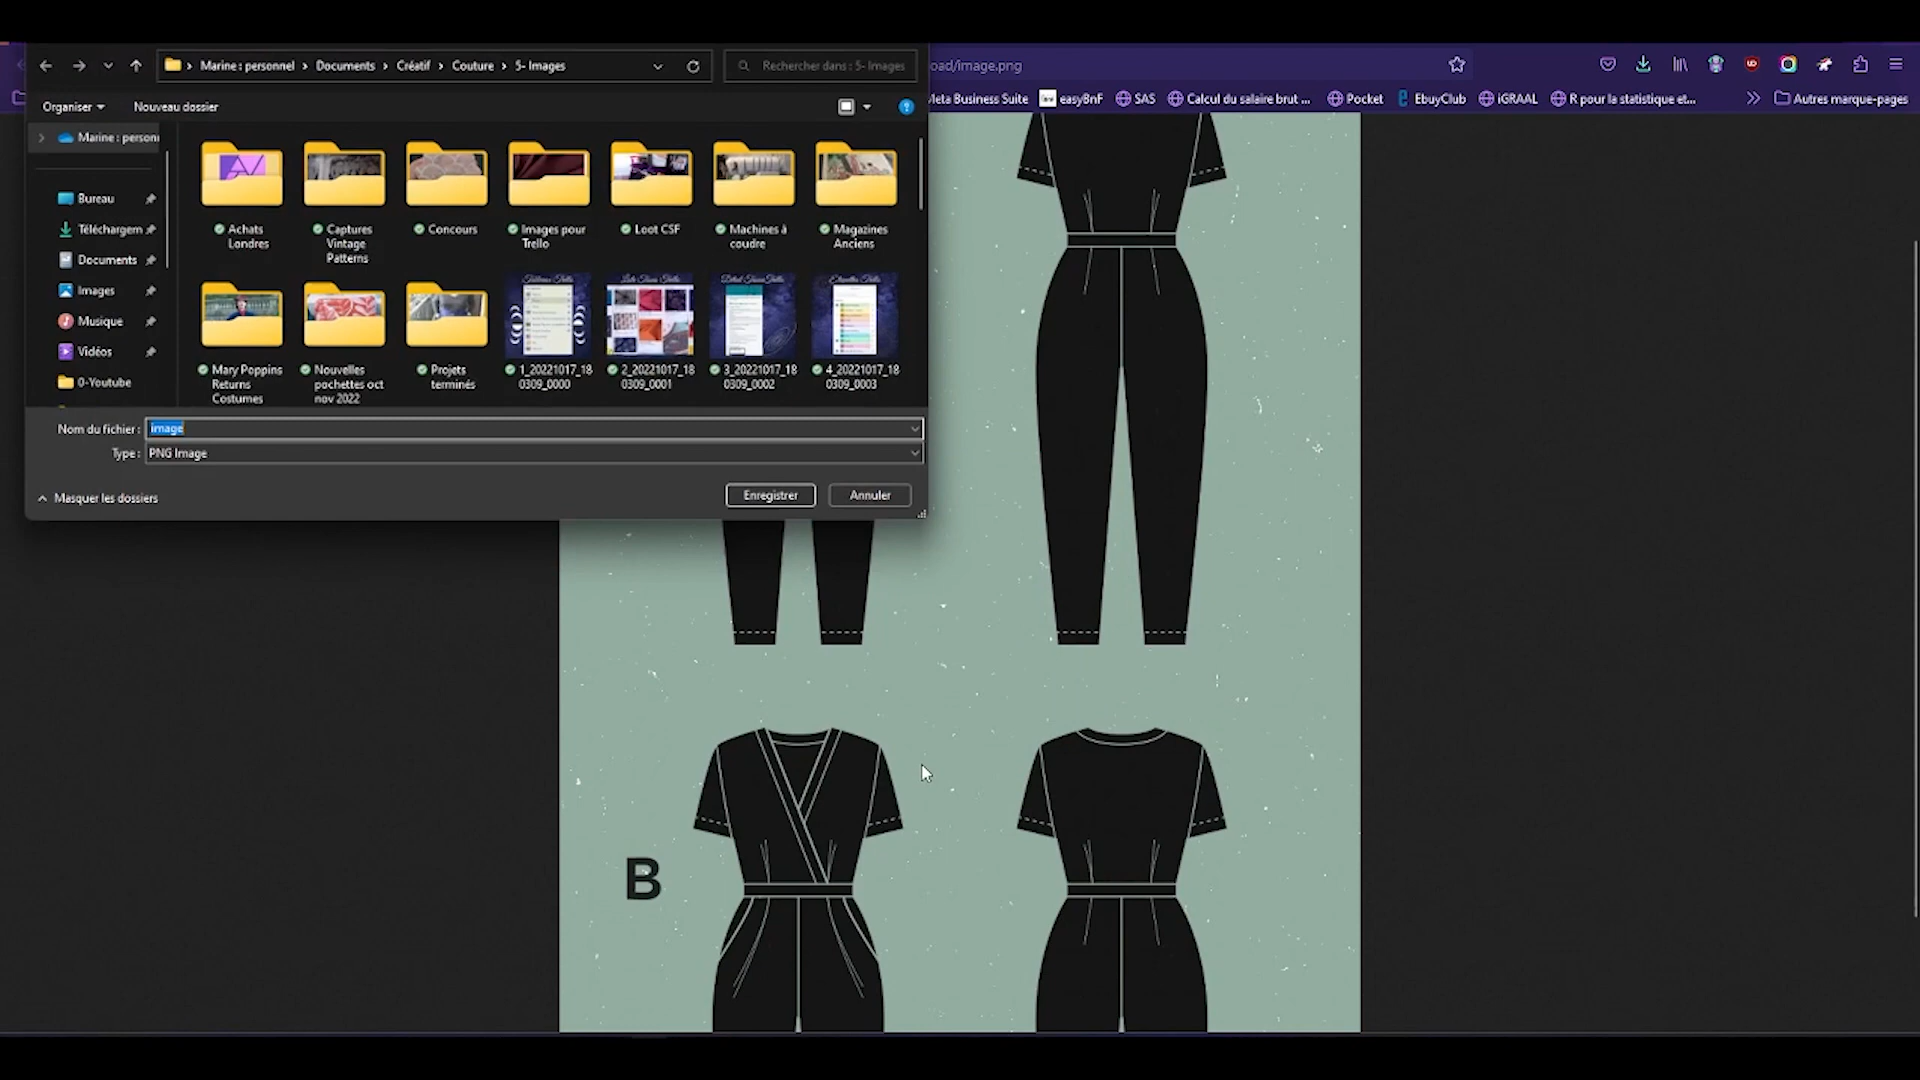 Marine : personnel > Documents > Créatif > Couture > 5- Images
Rechercher dans : 5- Images
oad/image.png
Organiser
Nouveau dossier
Meta Business Suite
easyBnF
SAS
Calcul du salaire brut ...
Pocket
EbuyClub
iGRAAL
R pour la statistique et...
Autres marque-pages
Marine : person
Bureau
Téléchargem
Documents
Images
Musique
Vidéos
0-Youtube
Achats
Londres
Captures
Vintage
Patterns
Concours
Images pour
Trello
Loot CSF
Machines à
coudre
Magazines
Anciens
Mary Poppins
Returns
Costumes
Nouvelles
pochettes oct
nov 2022
Projets
terminés
1_20221017_18
0309_0000
2_20221017_18
0309_0001
3_20221017_18
0309_0002
4_20221017_18
0309_0003
Nom du fichier :
image
Type :
PNG Image
Masquer les dossiers
Enregistrer
Annuler
B